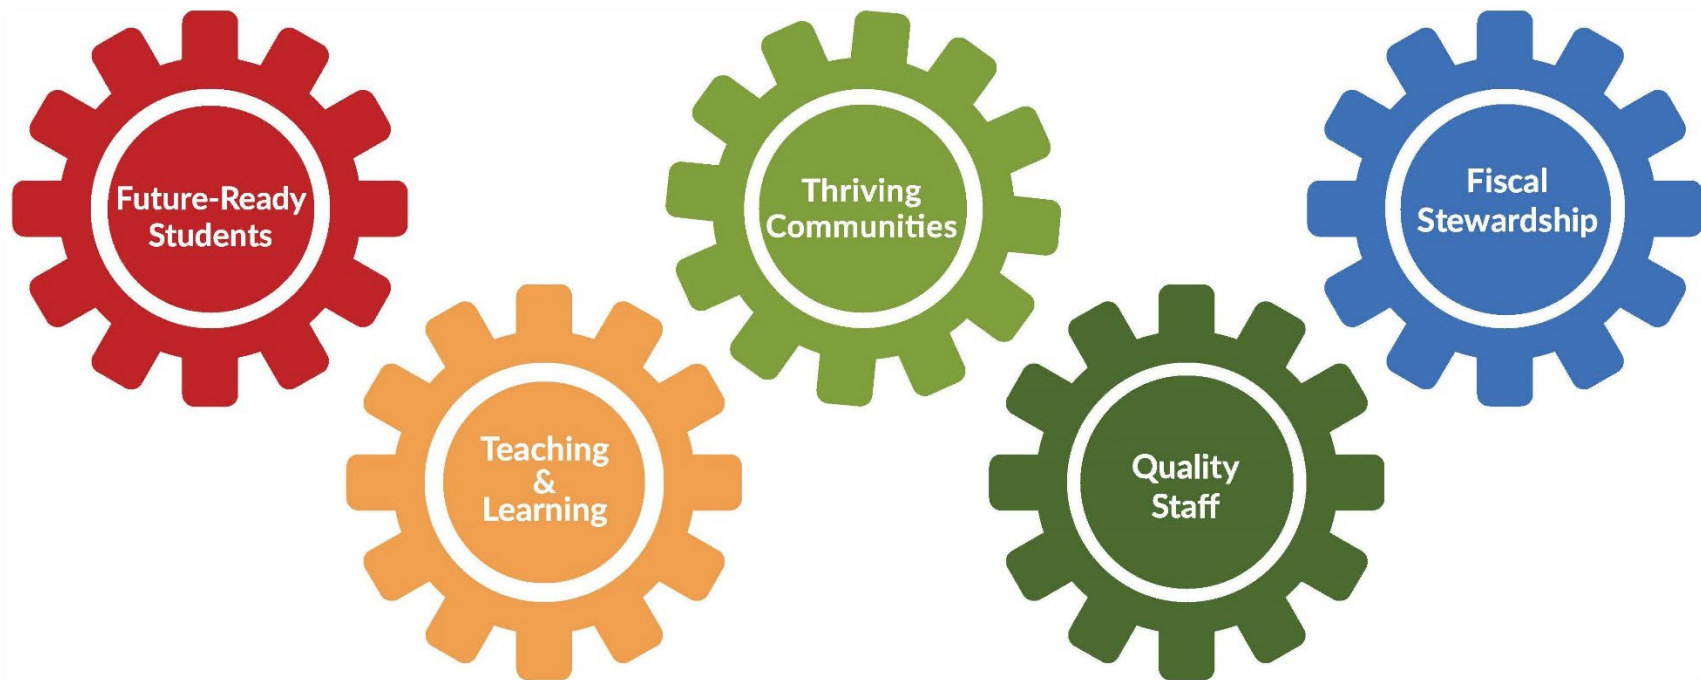 Future-Ready
Students
Teaching
&
Learning
Thriving
Communities
Quality
Staff
Fiscal
Stewardship